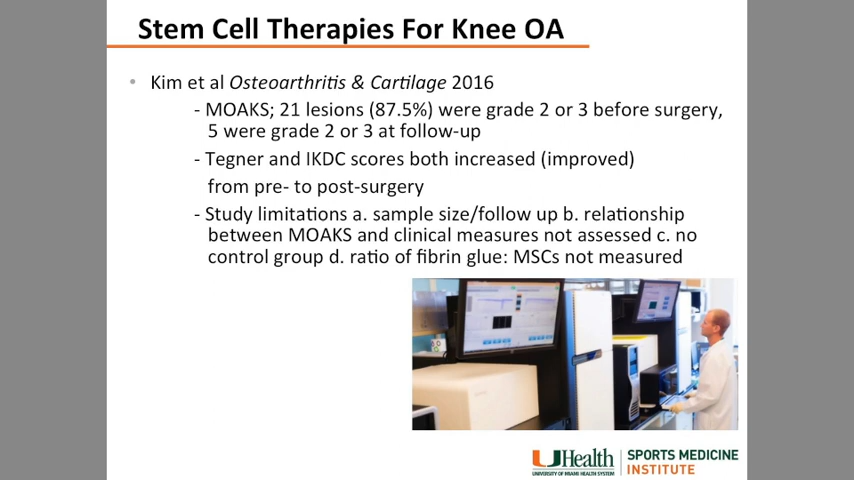 Stem Cell Therapies For Knee OA
• Kim et al Osteoarthritis & Cartilage 2016
- MOAKS; 21 lesions (87.5%) were grade 2 or 3 before surgery,
5 were grade 2 or 3 at follow-up
- Tegner and IKDC scores both increased (improved)
from pre- to post-surgery
- Study limitations a. sample size/follow up b. relationship
between MOAKS and clinical measures not assessed c. no
control group d. ratio of fibrin glue: MSCs not measured
UHealth
UNIVERSITY OF MIAMI HEALTH SYSTEM
SPORTS MEDICINE
INSTITUTE